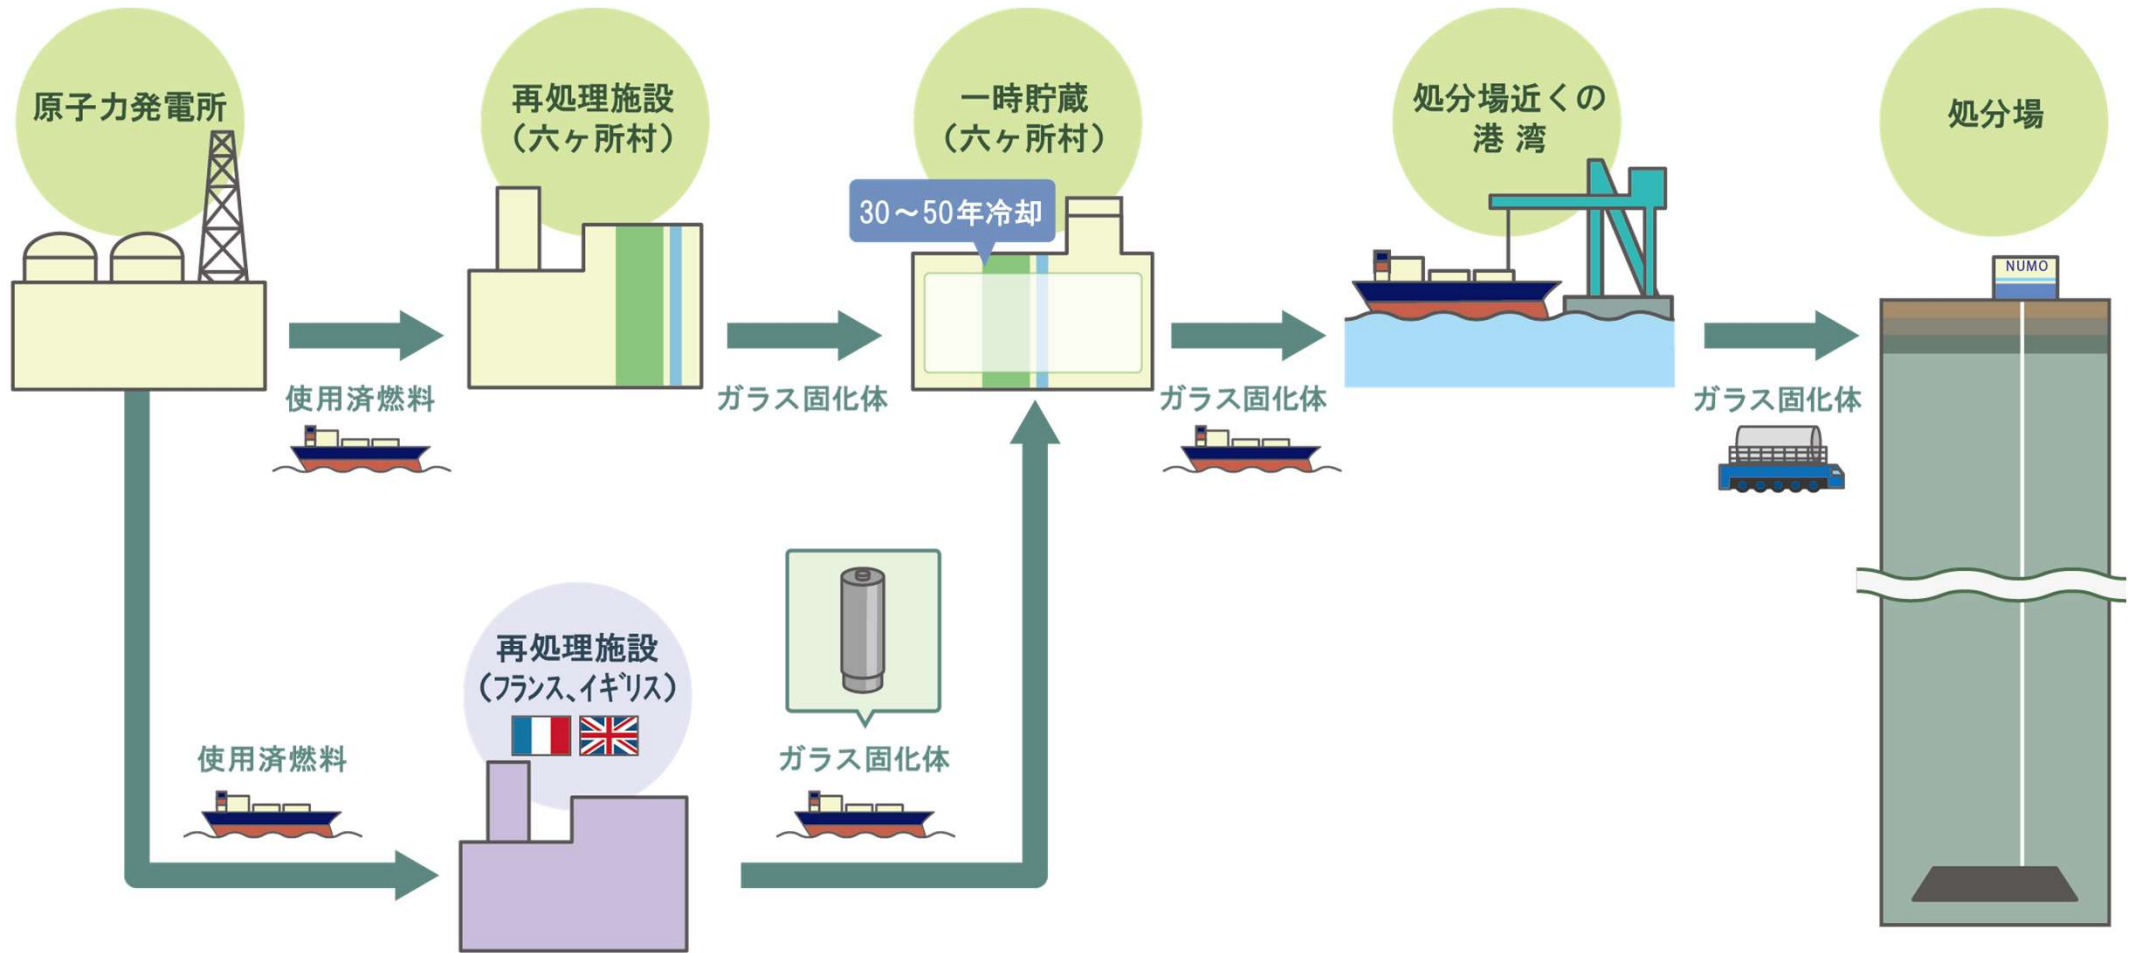 原子力発電所
再処理施設
（六ヶ所村）
一時貯蔵
（六ヶ所村）
処分場近くの
港 湾
処分場
30～50年冷却
NUMO
使用済燃料
ガラス固化体
ガラス固化体
ガラス固化体
再処理施設
（フランス、イギリス）
使用済燃料
ガラス固化体